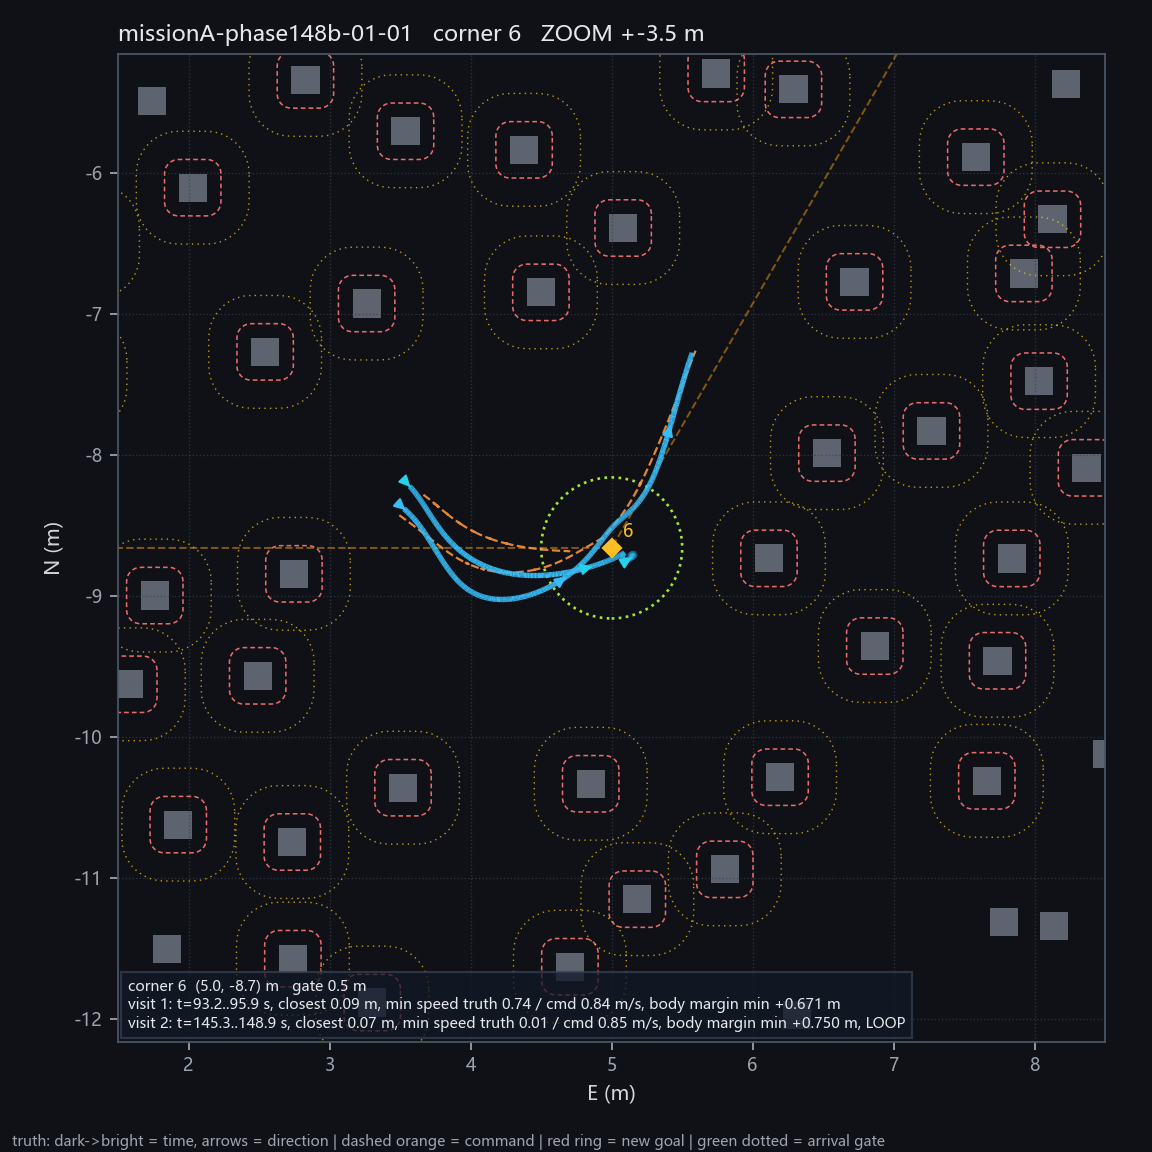 missionA-phase148b-01-01 corner 6 ZOOM +-3.5 m
-6
-7
-8
-9
-10
-11
-12
N (m)
6
corner 6 (5.0, -8.7) m gate 0.5 m
visit 1: t=93.2..95.9 s, closest 0.09 m, min speed truth 0.74 / cmd 0.84 m/s, body margin min +0.671 m
visit 2: t=145.3..148.9 s, closest 0.07 m, min speed truth 0.01 / cmd 0.85 m/s, body margin min +0.750 m, LOOP
2 3 4 5 6 7 8
E (m)
truth: dark->bright = time, arrows = direction | dashed orange = command | red ring = new goal | green dotted = arrival gate